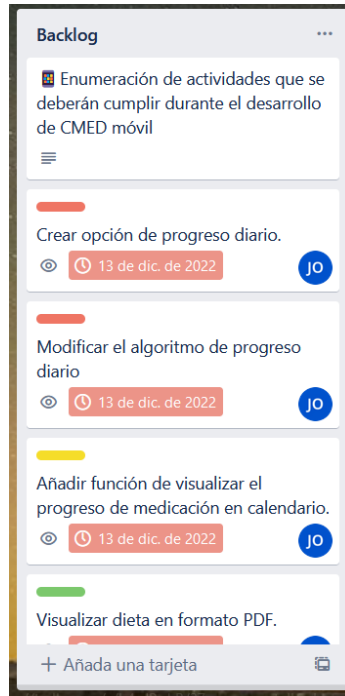 Backlog
Enumeración de actividades que se
deberán cumplir durante el desarrollo
de CMED móvil
Crear opción de progreso diario.
13 de dic. de 2022
JO
Modificar el algoritmo de progreso
diario
13 de dic. de 2022
JO
Añadir función de visualizar el
progreso de medicación en calendario.
13 de dic. de 2022
JO
Visualizar dieta en formato PDF.
+ Añada una tarjeta